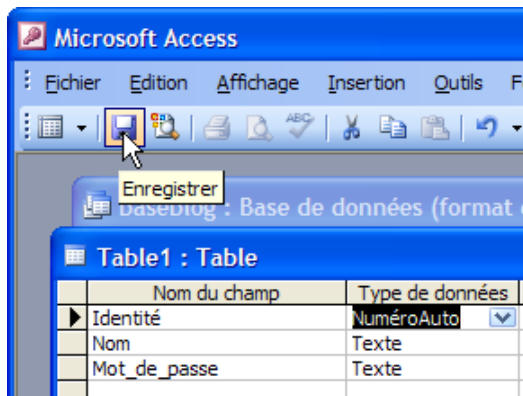 Microsoft Access
Fichier Edition Affichage Insertion Outils F
ABC
Enregistrer
BaseBlog : Base de données (format
Table1 : Table
Nom du champ Type de données
Identité NuméroAuto
Nom Texte
Mot_de_passe Texte